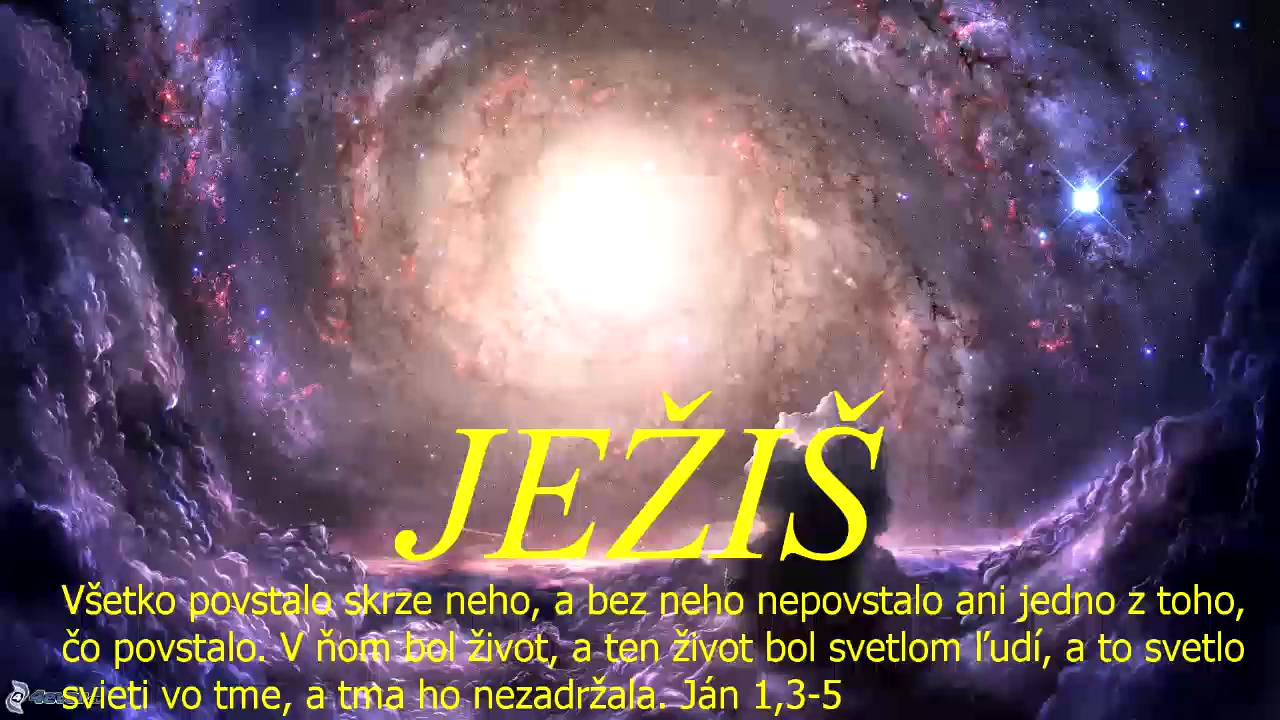 JEŽIŠ
Všetko povstalo skrze neho, a bez neho nepovstalo ani jedno z toho,
čo povstalo. V ňom bol život, a ten život bol svetlom ľudí, a to svetlo
svieti vo tme, a tma ho nezadržala. Ján 1,3-5